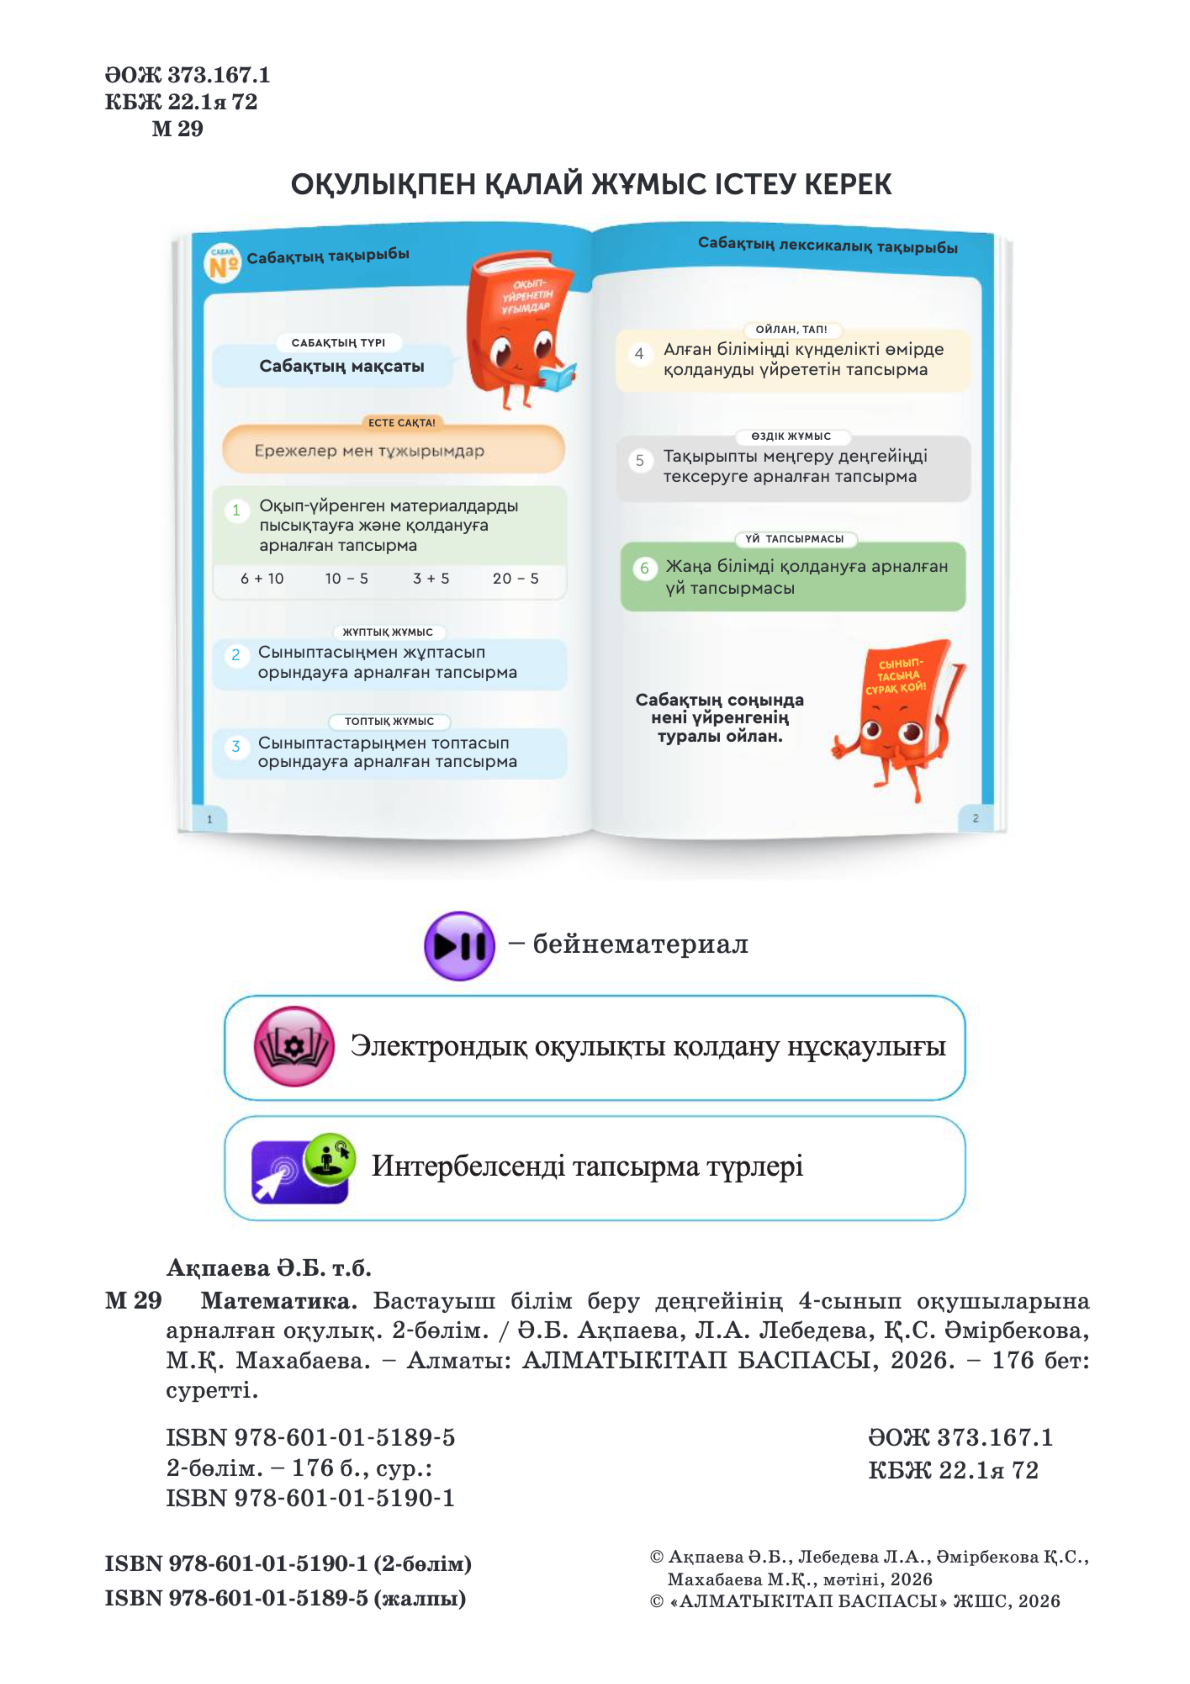 ӘОЖ 373.167.1
КБЖ 22.1я 72
М 29
ОҚУЛЫҚПЕН ҚАЛАЙ ЖҰМЫС ІСТЕУ КЕРЕК
САБАҚ
№
Сабақтың тақырыбы
ОҚЫП-
ҮЙРЕНЕТІН
ҰҒЫМДАР
САБАҚТЫҢ ТҮРІ
Сабақтың мақсаты
ЕСТЕ САҚТА!
Ережелер мен тұжырымдар
1 Оқып-үйренген материалдарды
пысықтауға және қолдануға
арналған тапсырма
6 + 10 10 – 5 3 + 5 20 – 5
ЖҰПТЫҚ ЖҰМЫС
2 Сыныптасыңмен жұптасып
орындауға арналған тапсырма
ТОПТЫҚ ЖҰМЫС
3 Сыныптастарыңмен топтасып
орындауға арналған тапсырма
1
Сабақтың лексикалық тақырыбы
ОЙЛАН, ТАП!
4 Алған біліміңді күнделікті өмірде
қолдануды үйрететін тапсырма
ӨЗДІК ЖҰМЫС
5 Тақырыпты меңгеру деңгейіңді
тексеруге арналған тапсырма
ҮЙ ТАПСЫРМАСЫ
6 Жаңа білімді қолдануға арналған
үй тапсырмасы
СЫНЫП-
ТАСЫҢА
СҰРАҚ ҚОЙ!
Сабақтың соңында
нені үйренгенің
туралы ойлан.
2
– бейнематериал
Электрондық оқулықты қолдану нұсқаулығы
Интербелсенді тапсырма түрлері
Ақпаева Ә.Б. т.б.
М 29 Математика. Бастауыш білім беру деңгейінің 4-сынып оқушыларына
арналған оқулық. 2-бөлім. / Ә.Б. Ақпаева, Л.А. Лебедева, Қ.С. Әмірбекова,
М.Қ. Махабаева. – Алматы: АЛМАТЫКІТАП БАСПАСЫ, 2026. – 176 бет:
суретті.
ISBN 978-601-01-5189-5
2-бөлім. – 176 б., сур.:
ISBN 978-601-01-5190-1
ӘОЖ 373.167.1
КБЖ 22.1я 72
ISBN 978-601-01-5190-1 (2-бөлім)
ISBN 978-601-01-5189-5 (жалпы)
© Ақпаева Ә.Б., Лебедева Л.А., Әмірбекова Қ.С.,
Махабаева М.Қ., мәтіні, 2026
© «АЛМАТЫКІТАП БАСПАСЫ» ЖШС, 2026